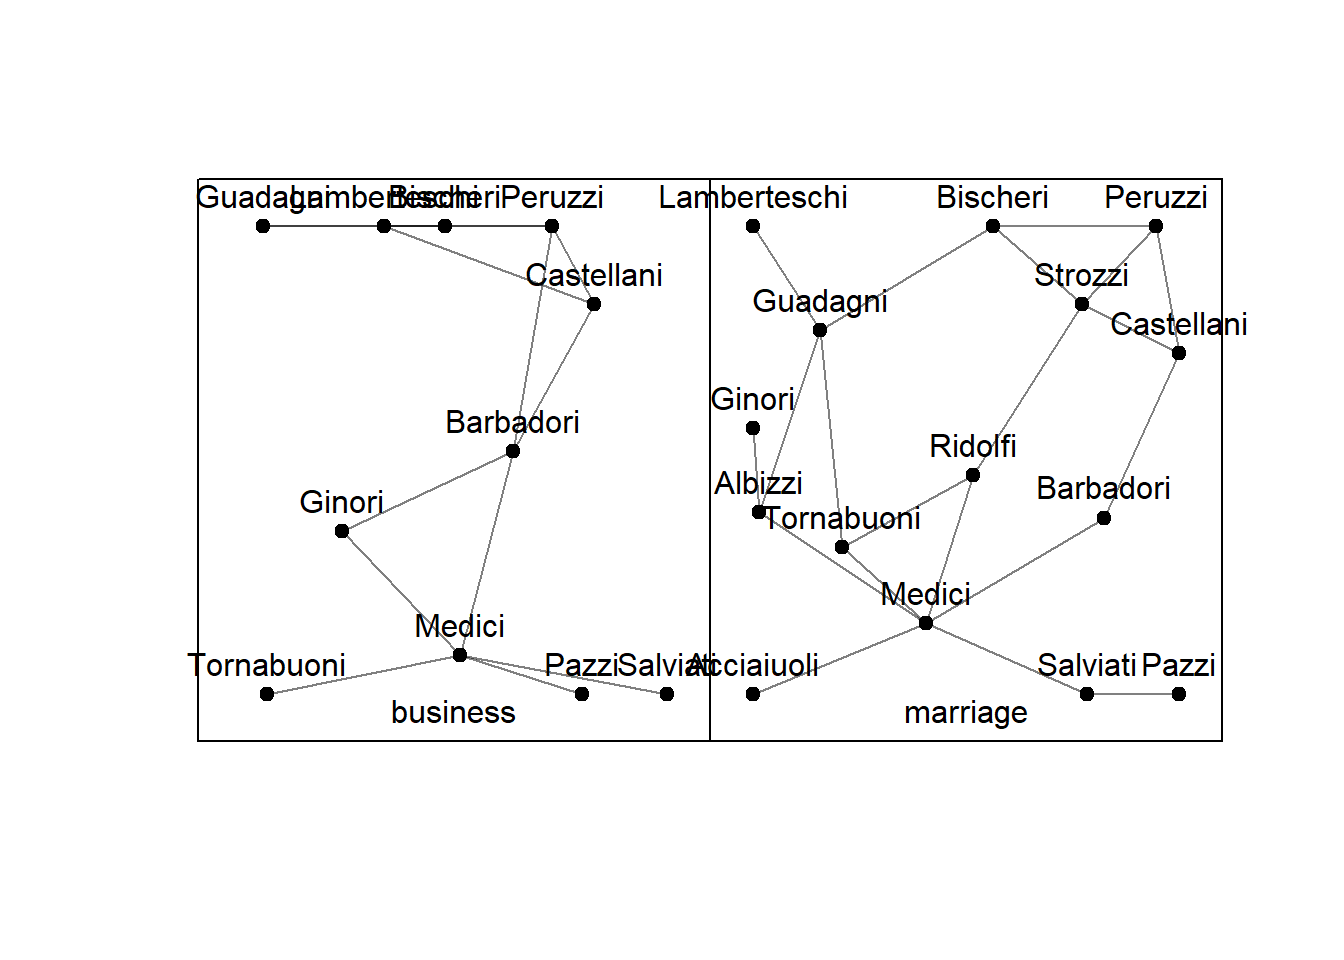 Guadagni
Lamberteschi
Bischeri
Peruzzi
Castellani
Barbadori
Ginori
Medici
Tornabuoni
Pazzi
Salviati
business
Lamberteschi
Bischeri
Peruzzi
Strozzi
Guadagni
Castellani
Ginori
Ridolfi
Albizzi
Barbadori
Tornabuoni
Medici
Acciaiuoli
Salviati
Pazzi
marriage